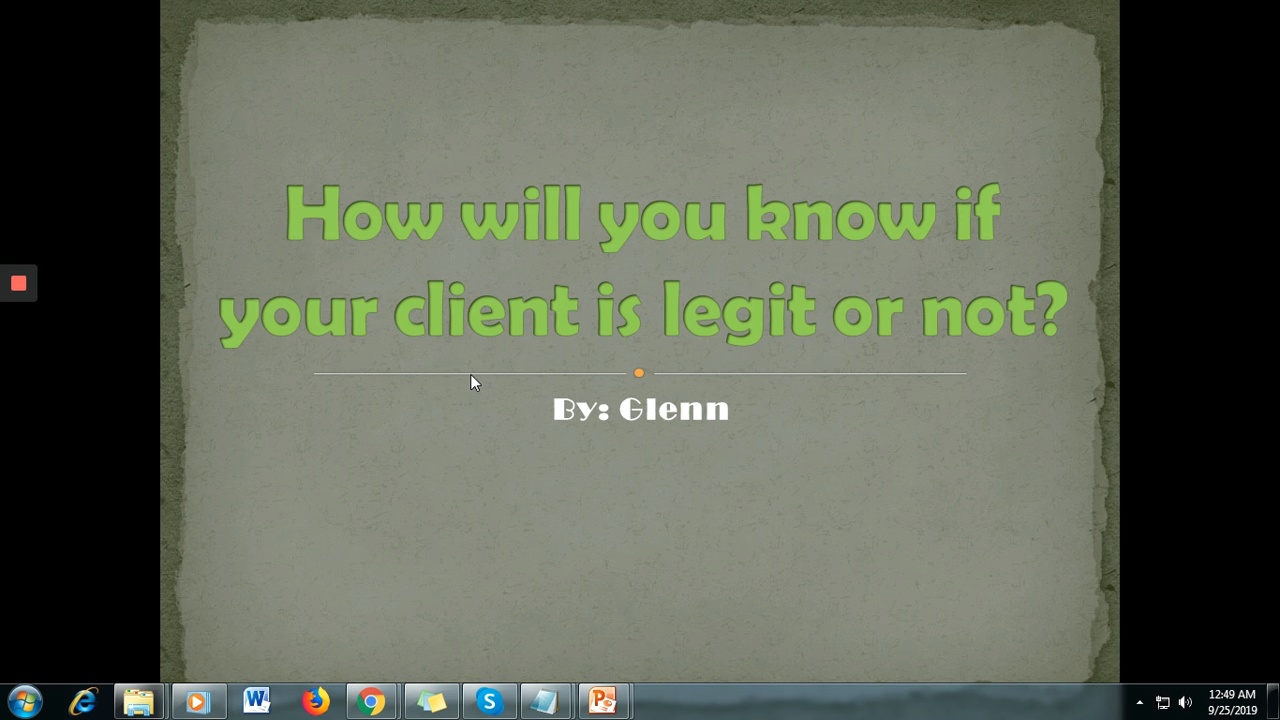 How will you know if
your client is legit or not?
By: Glenn
12:49 AM
9/25/2019